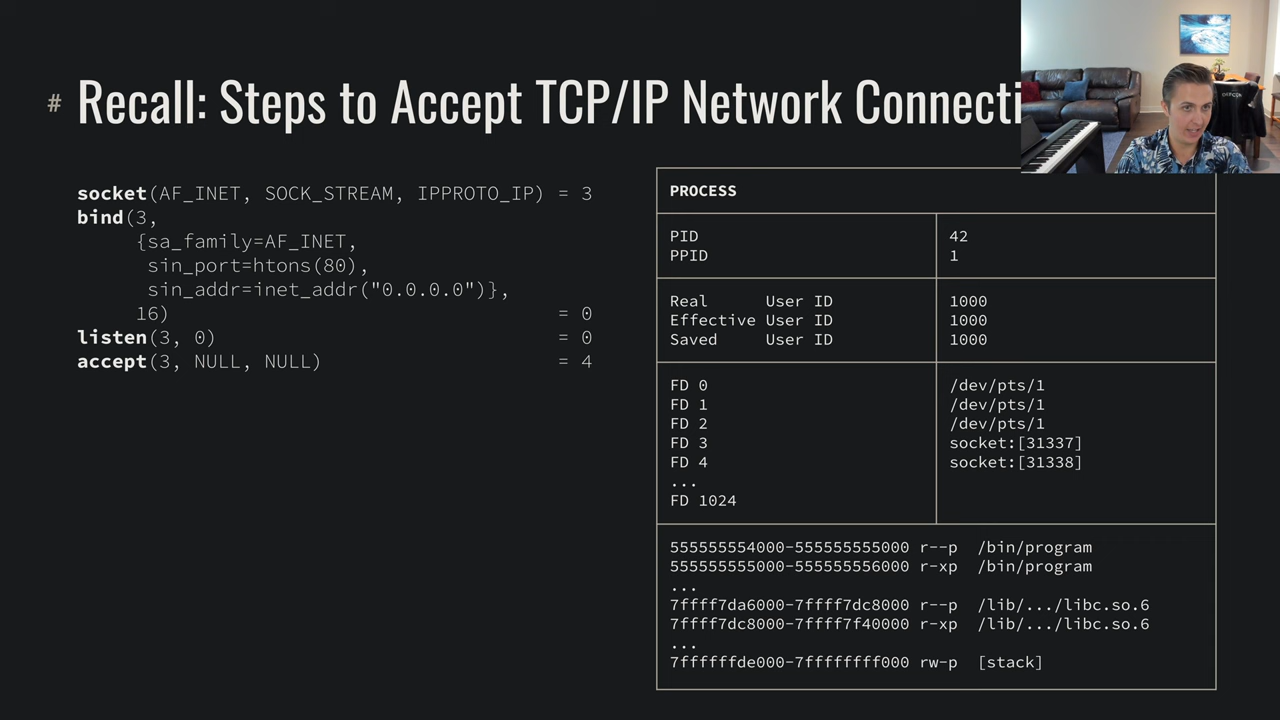 # Recall: Steps to Accept TCP/IP Network Connecti
socket(AF_INET, SOCK_STREAM, IPPROTO_IP) = 3
bind(3,
{sa_family=AF_INET,
sin_port=htons(80),
sin_addr=inet_addr("0.0.0.0")},
16) = 0
listen(3, 0) = 0
accept(3, NULL, NULL) = 4
PROCESS
PID 42
PPID 1
Real User ID 1000
Effective User ID 1000
Saved User ID 1000
FD 0 /dev/pts/1
FD 1 /dev/pts/1
FD 2 /dev/pts/1
FD 3 socket:[31337]
FD 4 socket:[31338]
...
FD 1024
555555554000-555555555000 r--p /bin/program
555555555000-555555556000 r-xp /bin/program
...
7ffff7da6000-7ffff7dc8000 r--p /lib/.../libc.so.6
7ffff7dc8000-7ffff7f40000 r-xp /lib/.../libc.so.6
...
7ffffffde000-7ffffffff000 rw-p [stack]